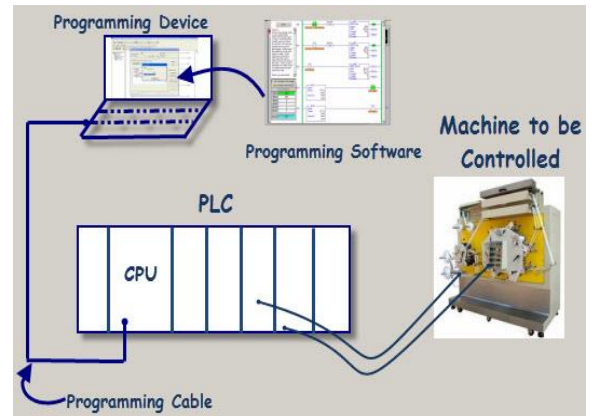 Programming Device
Programming Software
Machine to be
Controlled
PLC
CPU
Programming Cable